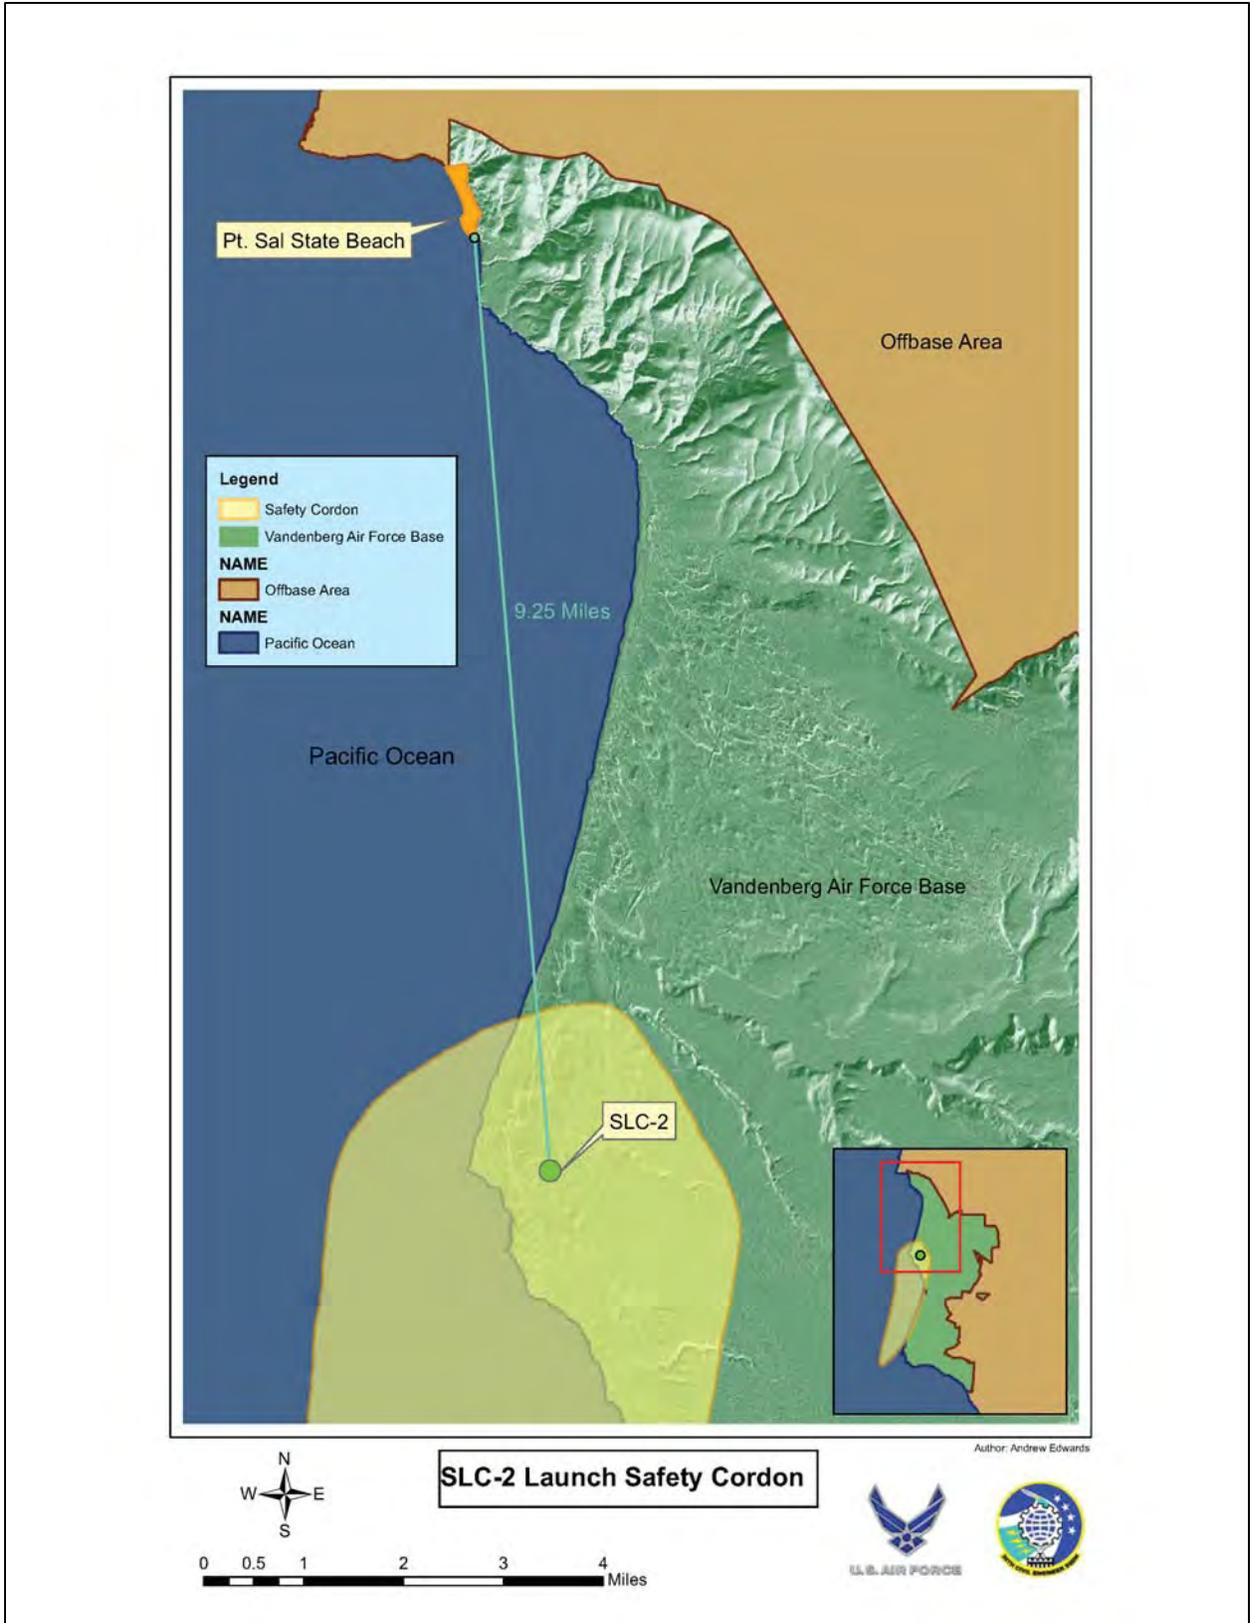 Pt. Sal State Beach
Offbase Area
Legend
Safety Cordon
Vandenberg Air Force Base
NAME
Offbase Area
NAME
Pacific Ocean
9.25 Miles
Pacific Ocean
Vandenberg Air Force Base
SLC-2
Author: Andrew Edwards
SLC-2 Launch Safety Cordon
N
W E
S
0 0.5 1 2 3 4
Miles
U.S. AIR FORCE